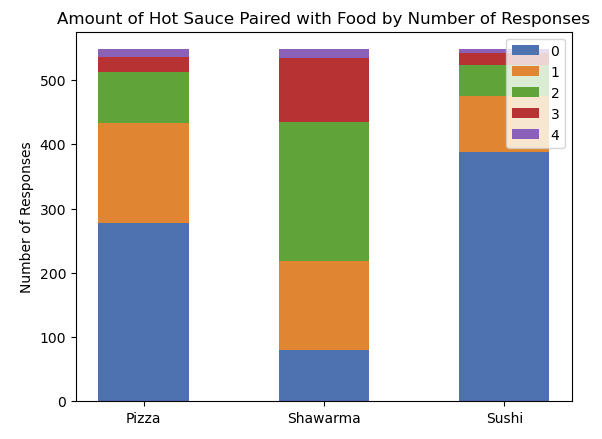 Amount of Hot Sauce Paired with Food by Number of Responses
Number of Responses
500
400
300
200
100
0
Pizza
Shawarma
Sushi
0
1
2
3
4